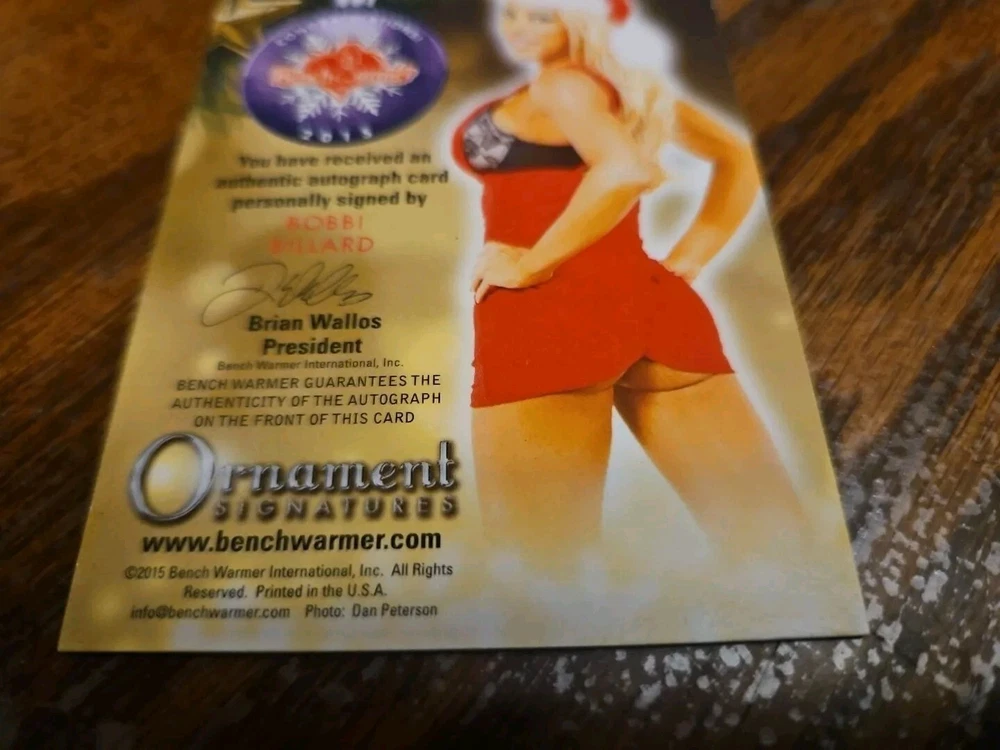 2015
You have received an
authentic autograph card
personally signed by
BOBBI
BILLARD
Brian Wallos
President
Bench Warmer International, Inc.
BENCH WARMER GUARANTEES THE
AUTHENTICITY OF THE AUTOGRAPH
ON THE FRONT OF THIS CARD
Ornament
SIGNATURES
www.benchwarmer.com
©2015 Bench Warmer International, Inc. All Rights
Reserved. Printed in the U.S.A.
info@benchwarmer.com Photo: Dan Peterson